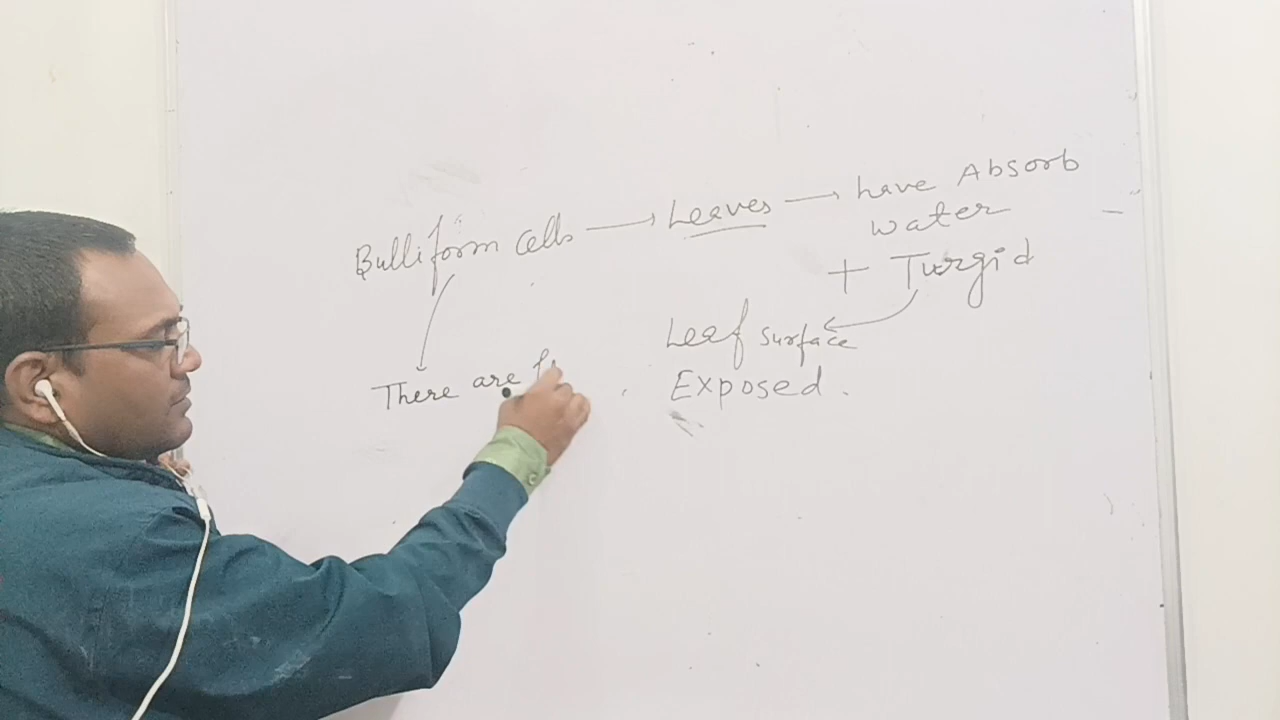 Bulliform cells → Leaves → have Absorb
water
+ Turgid
Leaf surface
Exposed.
There are